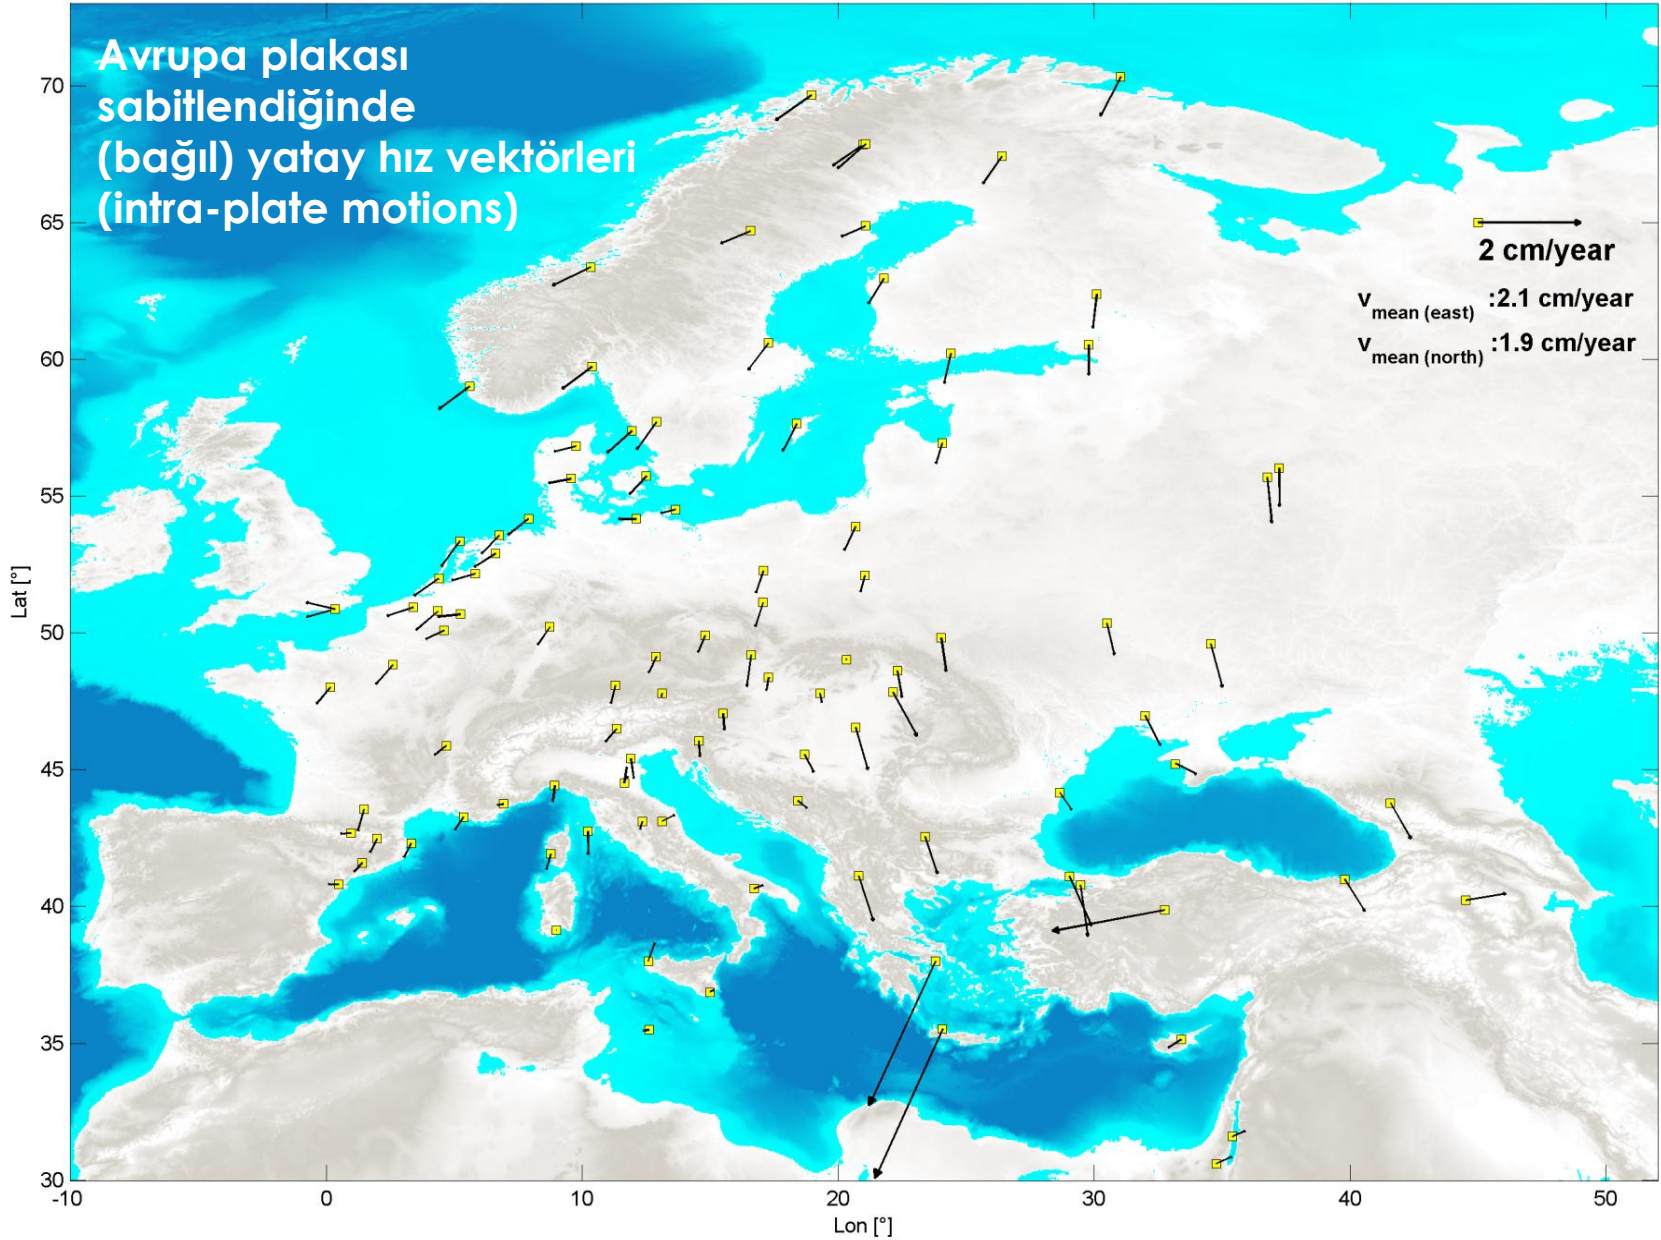 Avrupa plakası
sabitlendiğinde
(bağıl) yatay hız vektörleri
(intra-plate motions)
2 cm/year
v mean (east) :2.1 cm/year
v mean (north) :1.9 cm/year
70
65
60
55
50
45
40
35
30
Lat [°]
-10 0 10 20 30 40 50
Lon [°]